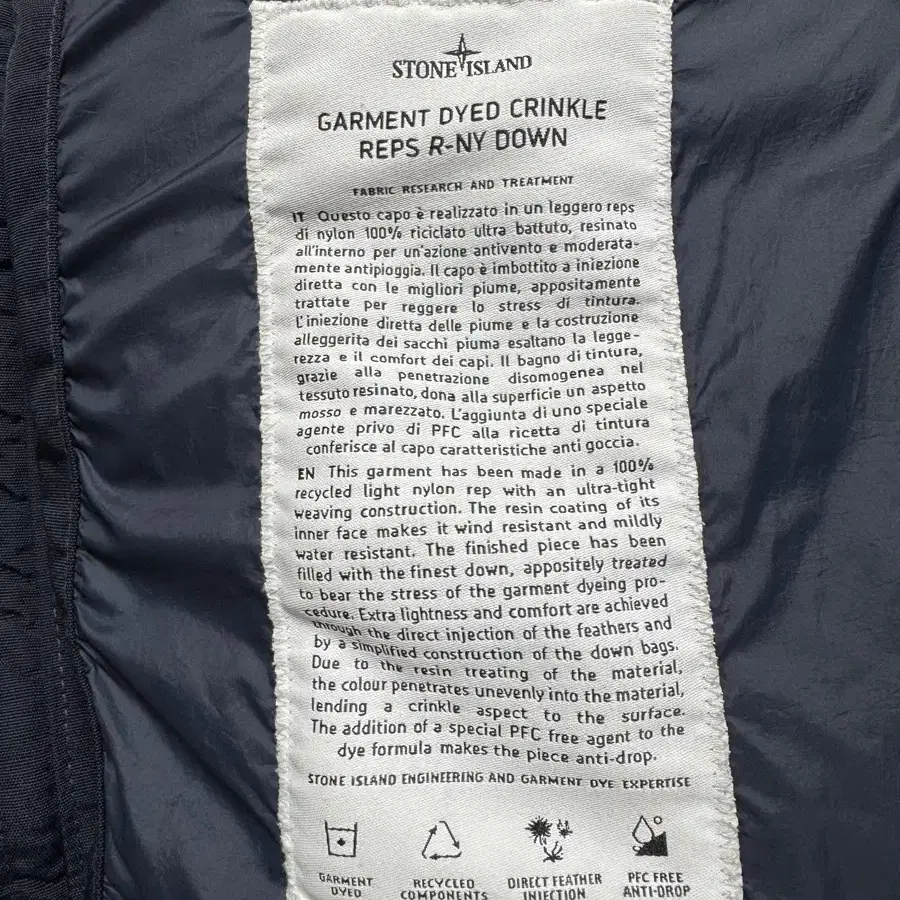 STONE ISLAND
GARMENT DYED CRINKLE
REPS R-NY DOWN
FABRIC RESEARCH AND TREATMENT
IT Questo capo è realizzato in un leggero reps
di nylon 100% riciclato ultra battuto, resinato
all'interno per un'azione antivento e moderata-
mente antipioggia. Il capo è imbottito a iniezione
diretta con le migliori piume, appositamente
trattate per reggere lo stress di tintura.
L'iniezione diretta delle piume e la costruzione
alleggerita dei sacchi piuma esaltano la legge-
rezza e il comfort dei capi. Il bagno di tintura,
grazie alla penetrazione disomogenea nel
tessuto resinato, dona alla superficie un aspetto
mosso e marezzato. L'aggiunta di uno speciale
agente privo di PFC alla ricetta di tintura
conferisce al capo caratteristiche anti goccia.
EN This garment has been made in a 100%
recycled light nylon rep with an ultra-tight
weaving construction. The resin coating of its
inner face makes it wind resistant and mildly
water resistant. The finished piece has been
filled with the finest down, appositely treated
to bear the stress of the garment dyeing pro-
cedure. Extra lightness and comfort are achieved
through the direct injection of the feathers and
by a simplified construction of the down bags.
Due to the resin treating of the material,
the colour penetrates unevenly into the material,
lending a crinkle aspect to the surface.
The addition of a special PFC free agent to the
dye formula makes the piece anti-drop.
STONE ISLAND ENGINEERING AND GARMENT DYE EXPERTISE
GARMENT
DYED
RECYCLED
COMPONENTS
DIRECT FEATHER
INJECTION
PFC FREE
ANTI-DROP